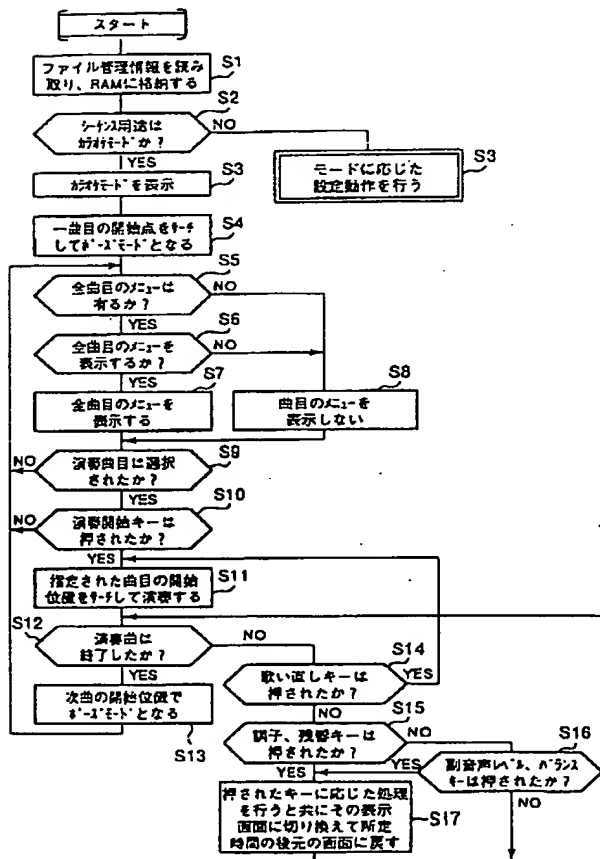 スタート
ファイル管理情報を読み
取り、RAMに格納する
S1
S2
シーケンス用途は
カラオケモードか？
NO
YES
カラオケモードを表示
S3
モードに応じた
設定動作を行う
S3
一曲目の開始点をサーチ
してポーズモードとなる
S4
S5
全曲目のメニューは
有るか？
NO
YES
S6
全曲目のメニューを
表示するか？
NO
YES
S7
全曲目のメニューを
表示する
S8
曲目のメニューを
表示しない
S9
演奏曲目は選択
されたか？
NO
YES
S10
演奏開始キーは
押されたか？
NO
YES
指定された曲目の開始
位置をサーチして演奏する
S11
S12
演奏曲は
終了したか？
NO
YES
次曲の開始位置で
ポーズモードとなる
S13
S14
歌い直しキーは
押されたか？
YES
NO
S15
調子、残響キーは
押されたか？
NO
YES
S16
副音声レベル、バランス
キーは押されたか？
YES
NO
押されたキーに応じた処理
を行うと共にその表示
画面に切り換えて所定
時間の後元の画面に戻す
S17